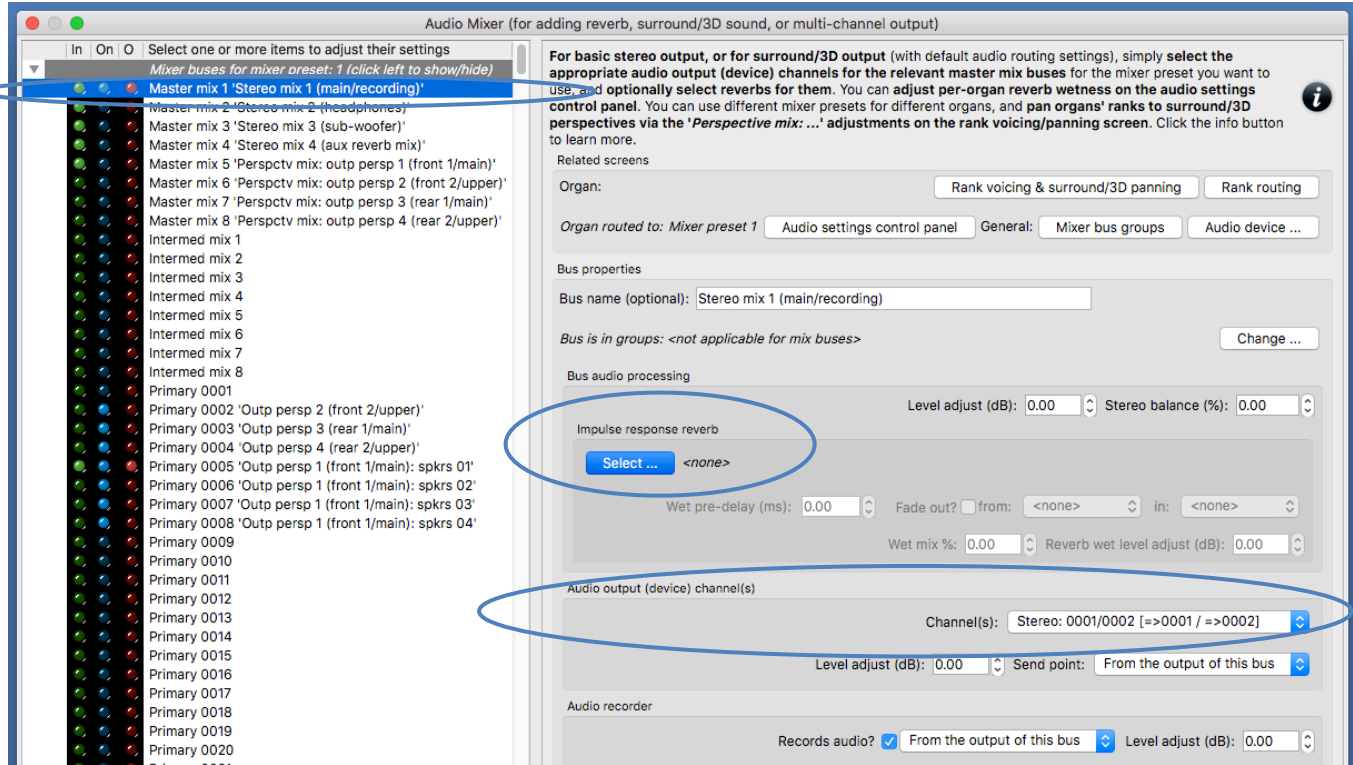 Audio Mixer (for adding reverb, surround/3D sound, or multi-channel output)
In On O Select one or more items to adjust their settings
Mixer buses for mixer preset: 1 (click left to show/hide)
Master mix 1 'Stereo mix 1 (main/recording)'
Master mix 2 'Stereo mix 2 (headphones)'
Master mix 3 'Stereo mix 3 (sub-woofer)'
Master mix 4 'Stereo mix 4 (aux reverb mix)'
Master mix 5 'Perspctv mix: outp persp 1 (front 1/main)'
Master mix 6 'Perspctv mix: outp persp 2 (front 2/upper)'
Master mix 7 'Perspctv mix: outp persp 3 (rear 1/main)'
Master mix 8 'Perspctv mix: outp persp 4 (rear 2/upper)'
Intermed mix 1
Intermed mix 2
Intermed mix 3
Intermed mix 4
Intermed mix 5
Intermed mix 6
Intermed mix 7
Intermed mix 8
Primary 0001
Primary 0002 'Outp persp 2 (front 2/upper)'
Primary 0003 'Outp persp 3 (rear 1/main)'
Primary 0004 'Outp persp 4 (rear 2/upper)'
Primary 0005 'Outp persp 1 (front 1/main): spkrs 01'
Primary 0006 'Outp persp 1 (front 1/main): spkrs 02'
Primary 0007 'Outp persp 1 (front 1/main): spkrs 03'
Primary 0008 'Outp persp 1 (front 1/main): spkrs 04'
Primary 0009
Primary 0010
Primary 0011
Primary 0012
Primary 0013
Primary 0014
Primary 0015
Primary 0016
Primary 0017
Primary 0018
Primary 0019
Primary 0020
For basic stereo output, or for surround/3D output (with default audio routing settings), simply select the
appropriate audio output (device) channels for the relevant master mix buses for the mixer preset you want to
use, and optionally select reverbs for them. You can adjust per-organ reverb wetness on the audio settings
control panel. You can use different mixer presets for different organs, and pan organs' ranks to surround/3D
perspectives via the 'Perspective mix: ...' adjustments on the rank voicing/panning screen. Click the info button
to learn more.
i
Related screens
Organ: Rank voicing & surround/3D panning Rank routing
Organ routed to: Mixer preset 1 Audio settings control panel General: Mixer bus groups Audio device ...
Bus properties
Bus name (optional): Stereo mix 1 (main/recording)
Bus is in groups: <not applicable for mix buses> Change ...
Bus audio processing
Level adjust (dB): 0.00 Stereo balance (%): 0.00
Impulse response reverb
Select ... <none>
Wet pre-delay (ms): 0.00 Fade out? from: <none> in: <none>
Wet mix %: 0.00 Reverb wet level adjust (dB): 0.00
Audio output (device) channel(s)
Channel(s): Stereo: 0001/0002 [=>0001 / =>0002]
Level adjust (dB): 0.00 Send point: From the output of this bus
Audio recorder
Records audio? From the output of this bus Level adjust (dB): 0.00